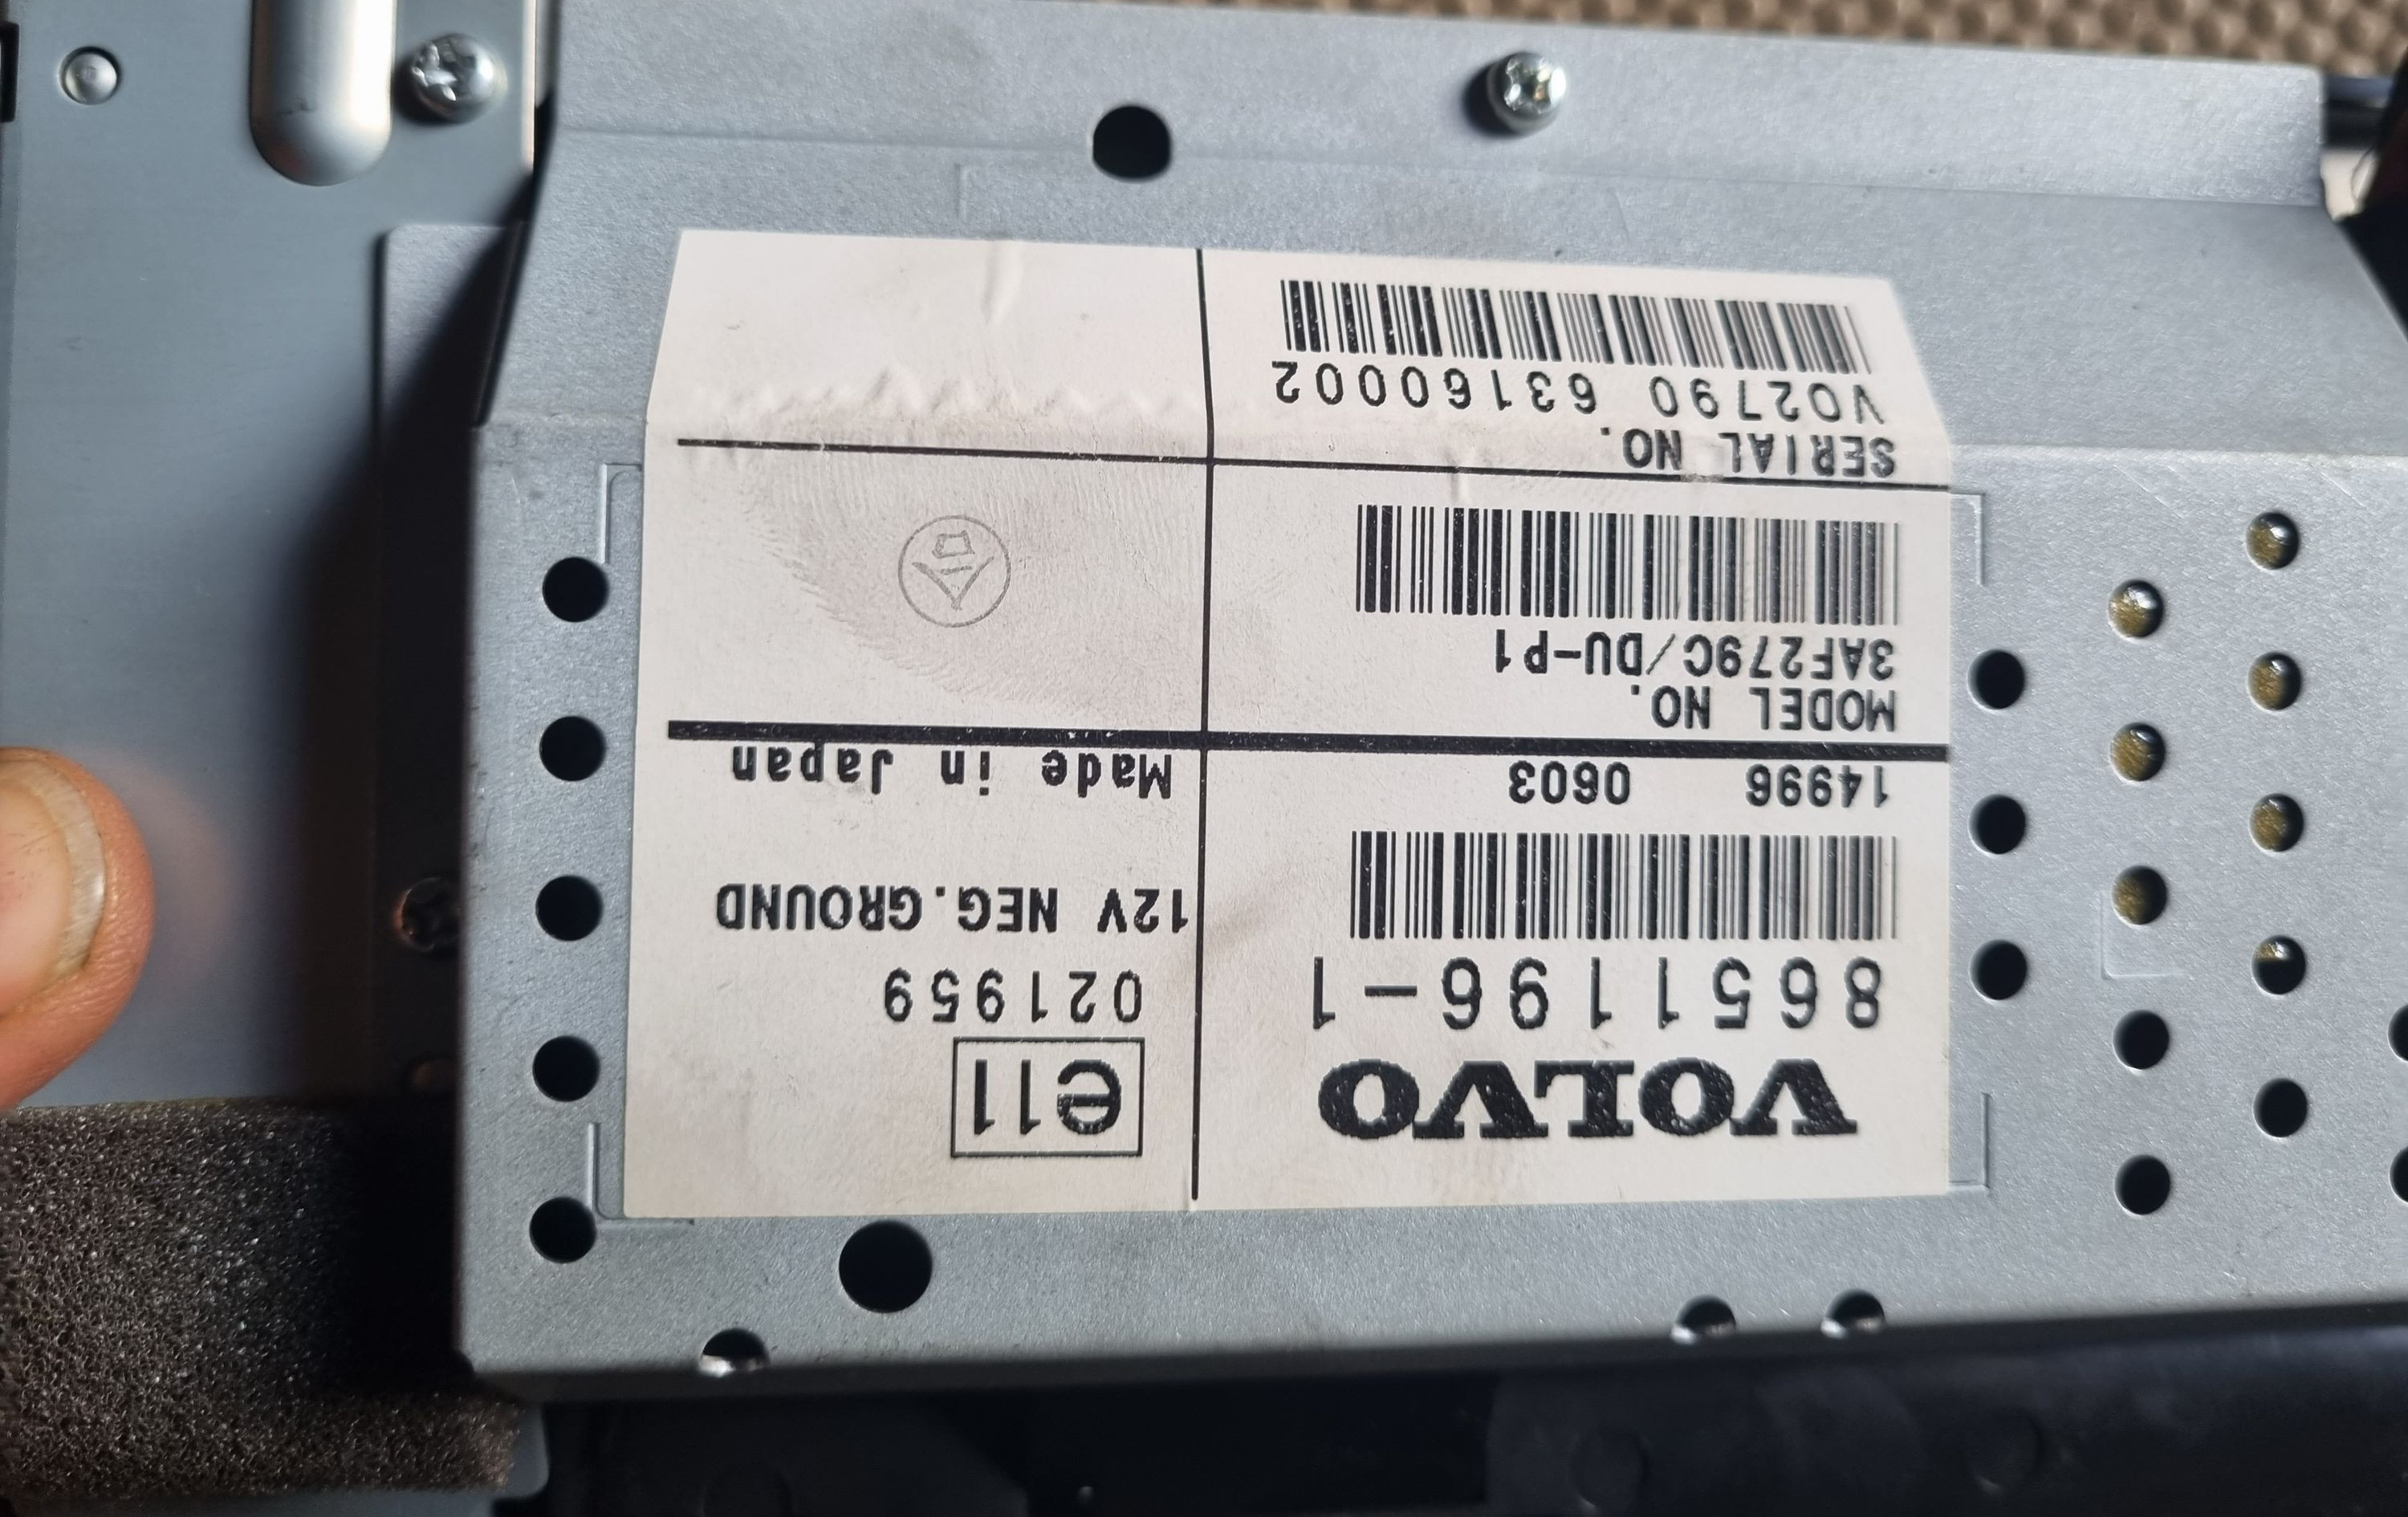 VOLVO
8651196-1
14996 0603
MODEL NO.
3AF279C/DU-P1
SERIAL NO.
VO2790 63160002
e11
021959
12V NEG.GROUND
Made in Japan